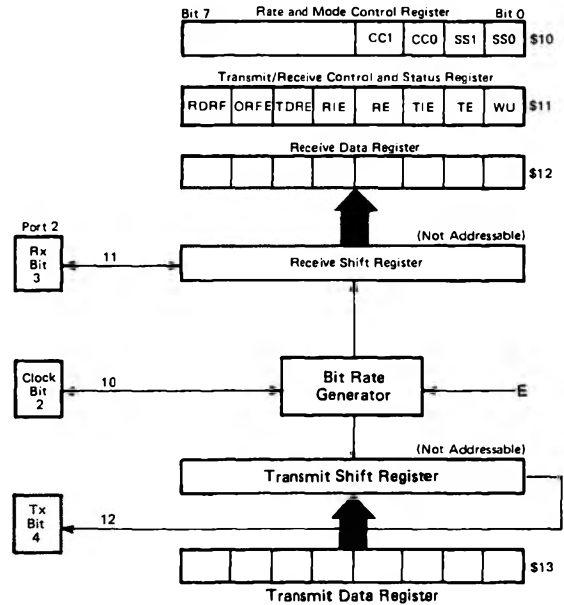 Bit 7 Rate and Mode Control Register Bit 0
CC1 CC0 SS1 SS0 $10
Transmit/Receive Control and Status Register
RDRF ORFE TDRE RIE RE TIE TE WU $11
Receive Data Register
$12
Port 2
(Not Addressable)
Rx
Bit
3
11
Receive Shift Register
Clock
Bit
2
10
Bit Rate
Generator
E
(Not Addressable)
Transmit Shift Register
Tx
Bit
4
12
$13
Transmit Data Register